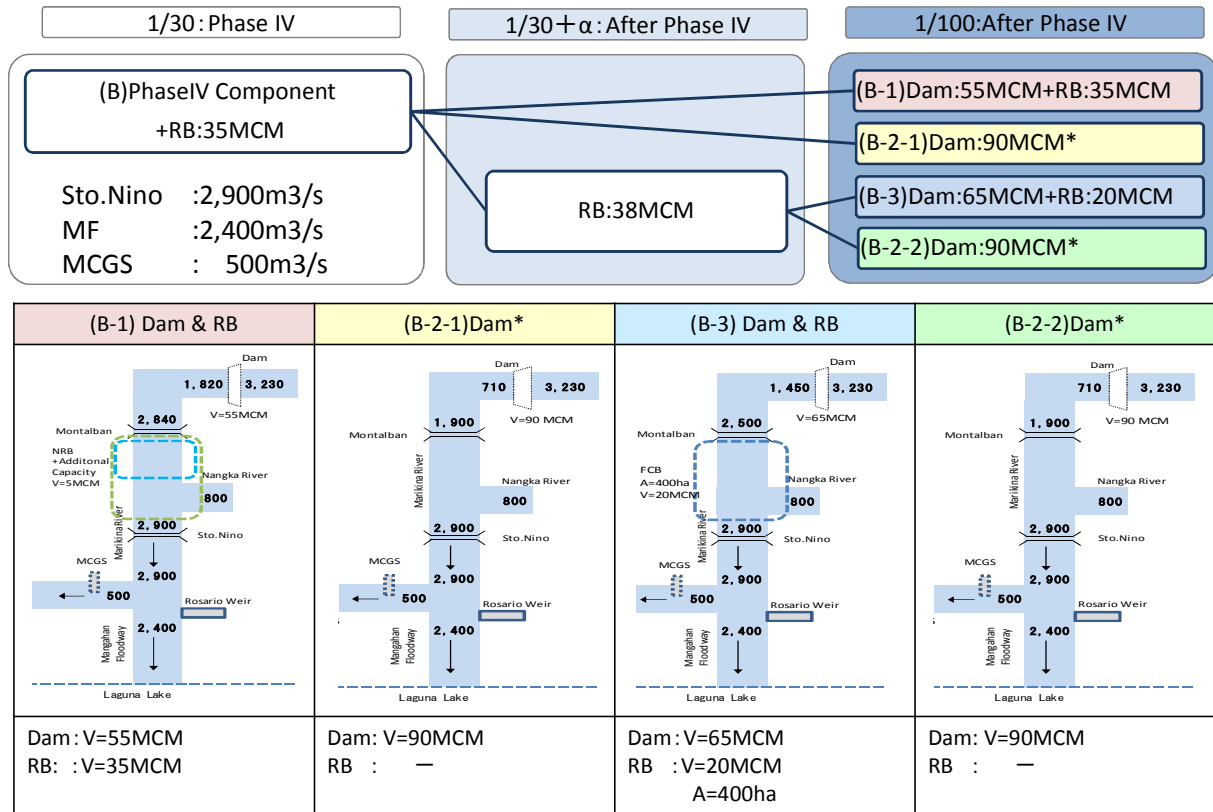 1/30：Phase IV
1/30＋α：After Phase IV
1/100:After Phase IV
(B)PhaseIV Component
+RB:35MCM
Sto.Nino :2,900m3/s
MF :2,400m3/s
MCGS : 500m3/s
RB:38MCM
(B-1)Dam:55MCM+RB:35MCM
(B-2-1)Dam:90MCM*
(B-3)Dam:65MCM+RB:20MCM
(B-2-2)Dam:90MCM*
(B-1) Dam & RB
Dam
1,820
3,230
V=55MCM
2,840
Montalban
NRB
+Additonal
Capacity
V=5MCM
Nangka River
800
Marikina River
2,900
Sto.Nino
MCGS
2,900
500
Rosario Weir
2,400
Mangahan
Floodway
Laguna Lake
Dam：V=55MCM
RB: ：V=35MCM
(B-2-1)Dam*
Dam
710
3,230
V=90 MCM
1,900
Montalban
Marikina River
Nangka River
800
2,900
Sto.Nino
MCGS
2,900
500
Rosario Weir
2,400
Mangahan
Floodway
Laguna Lake
Dam: V=90MCM
RB : －
(B-3) Dam & RB
Dam
1,450
3,230
V=65MCM
2,500
Montalban
FCB
A=400ha
V=20MCM
Nangka River
800
Marikina River
2,900
Sto.Nino
MCGS
2,900
500
Rosario Weir
2,400
Mangahan
Floodway
Laguna Lake
Dam：V=65MCM
RB ：V=20MCM
A=400ha
(B-2-2)Dam*
Dam
710
3,230
V=90 MCM
1,900
Montalban
Marikina River
Nangka River
800
2,900
Sto.Nino
MCGS
2,900
500
Rosario Weir
2,400
Mangahan
Floodway
Laguna Lake
Dam: V=90MCM
RB : －